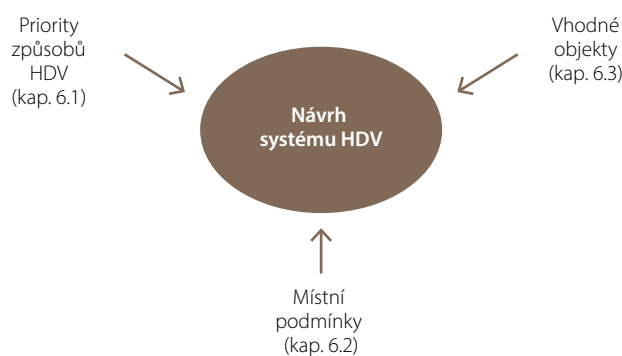 Priority
způsobů
HDV
(kap. 6.1)
Vhodné
objekty
(kap. 6.3)
Návrh
systému HDV
Místní
podmínky
(kap. 6.2)